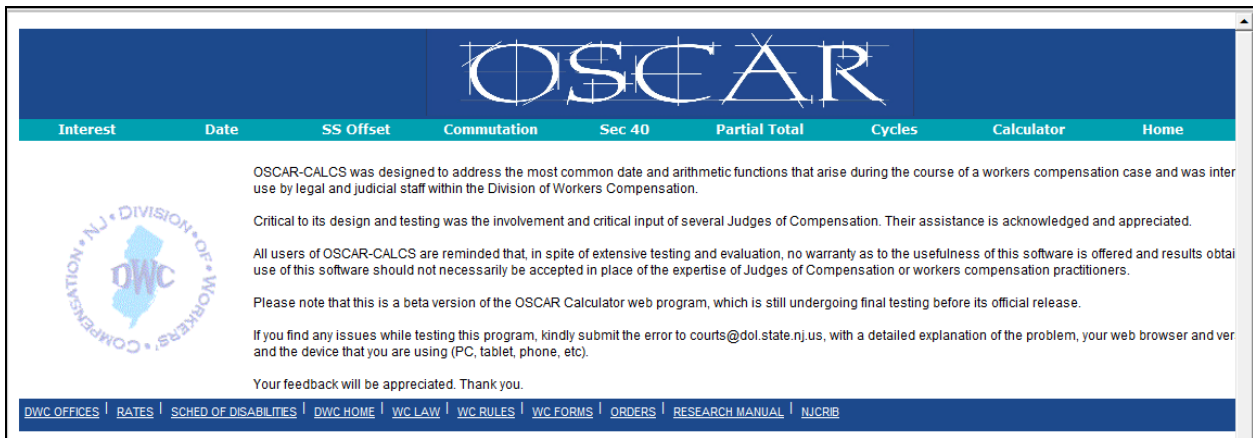 OSCAR
Interest Date SS Offset Commutation Sec 40 Partial Total Cycles Calculator Home
OSCAR-CALCS was designed to address the most common date and arithmetic functions that arise during the course of a workers compensation case and was
use by legal and judicial staff within the Division of Workers Compensation.
Critical to its design and testing was the involvement and critical input of several Judges of Compensation. Their assistance is acknowledged and appreciated.
All users of OSCAR-CALCS are reminded that, in spite of extensive testing and evaluation, no warranty as to the usefulness of this software is offered and results
use of this software should not necessarily be accepted in place of the expertise of Judges of Compensation or workers compensation practitioners.
Please note that this is a beta version of the OSCAR Calculator web program, which is still undergoing final testing before its official release.
If you find any issues while testing this program, kindly submit the error to courts@dol.state.nj.us, with a detailed explanation of the problem, your web browser and
and the device that you are using (PC, tablet, phone, etc).
Your feedback will be appreciated. Thank you.
NJ • DIVISION • OF • WORKERS' • COMPENSATION •
DWC
DWC OFFICES | RATES | SCHED OF DISABILITIES | DWC HOME | WC LAW | WC RULES | WC FORMS | ORDERS | RESEARCH MANUAL | NJCRIB